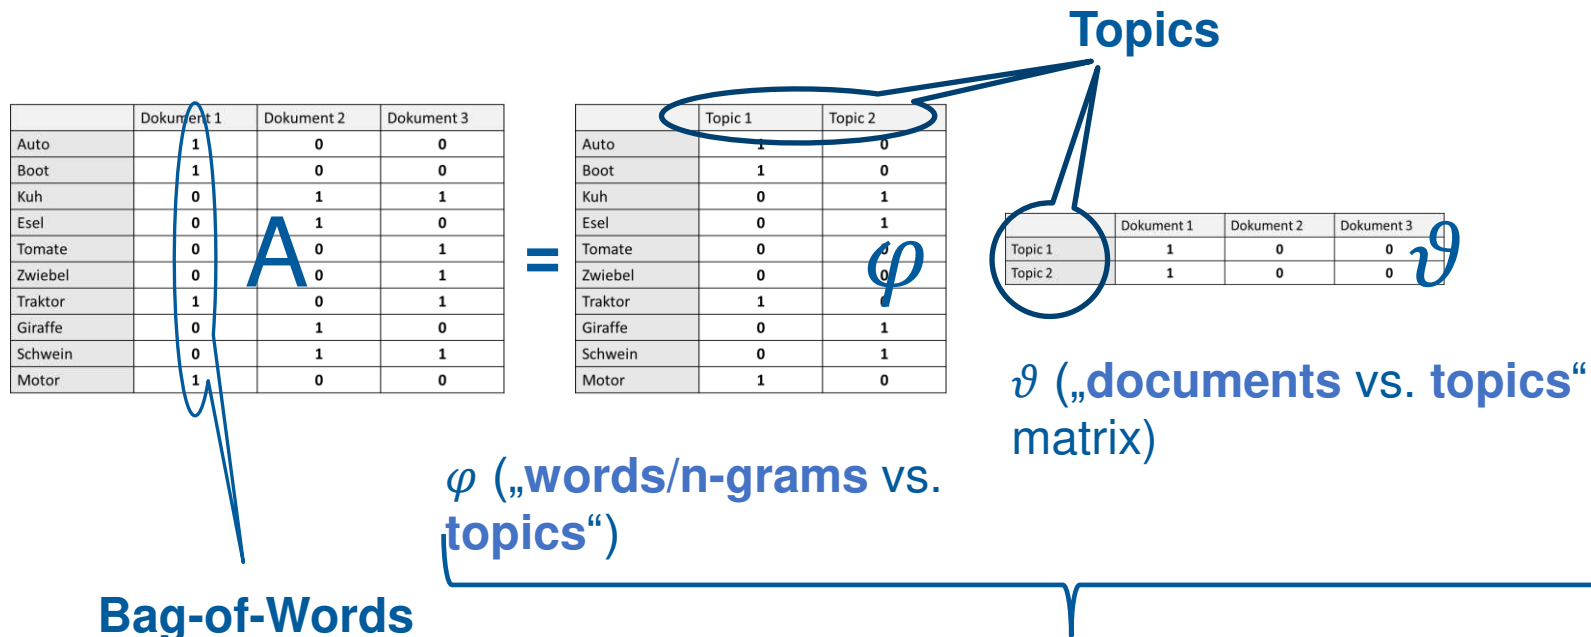 Topics
Dokument 1 Dokument 2 Dokument 3
Auto 1 0 0
Boot 1 0 0
Kuh 0 1 1
Esel 0 1 0
Tomate 0 0 1
Zwiebel 0 0 1
Traktor 1 0 1
Giraffe 0 1 0
Schwein 0 1 1
Motor 1 0 0
A
=
Topic 1 Topic 2
Auto 1 0
Boot 1 0
Kuh 0 1
Esel 0 1
Tomate 0 0
Zwiebel 0 0
Traktor 1 0
Giraffe 0 1
Schwein 0 1
Motor 1 0
φ
Dokument 1 Dokument 2 Dokument 3
Topic 1 1 0 0
Topic 2 1 0 0
ϑ
ϑ („documents vs. topics“
matrix)
φ („words/n-grams vs.
topics“)
Bag-of-Words